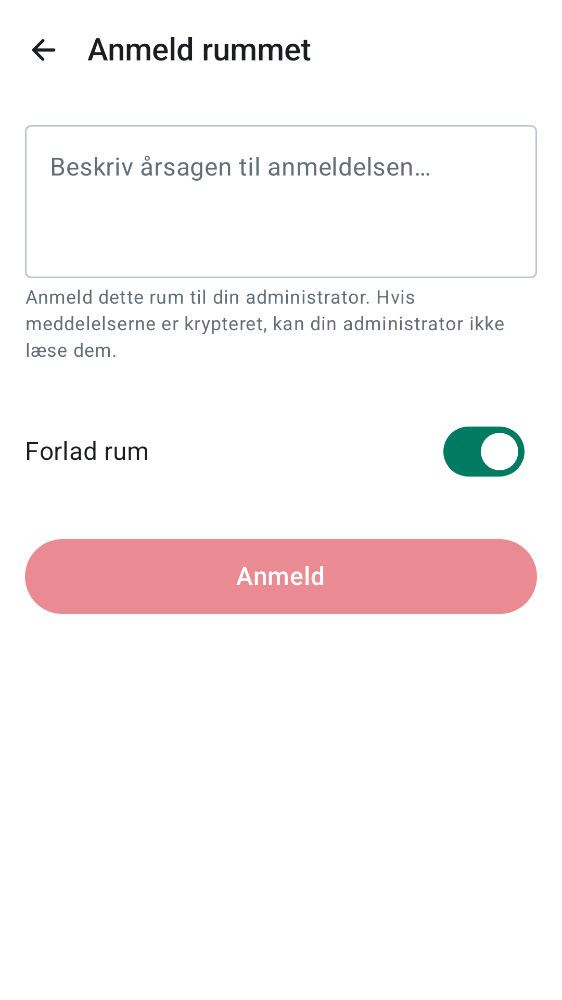 Anmeld rummet
Beskriv årsagen til anmeldelsen…
Anmeld dette rum til din administrator. Hvis
meddelelserne er krypteret, kan din administrator ikke
læse dem.
Forlad rum
Anmeld